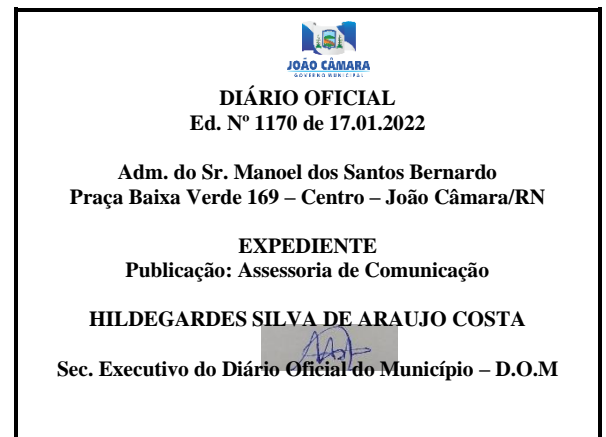 JOÃO CÂMARA
GOVERNO MUNICIPAL
DIÁRIO OFICIAL
Ed. Nº 1170 de 17.01.2022
Adm. do Sr. Manoel dos Santos Bernardo
Praça Baixa Verde 169 – Centro – João Câmara/RN
EXPEDIENTE
Publicação: Assessoria de Comunicação
HILDEGARDES SILVA DE ARAUJO COSTA
Sec. Executivo do Diário Oficial do Município – D.O.M